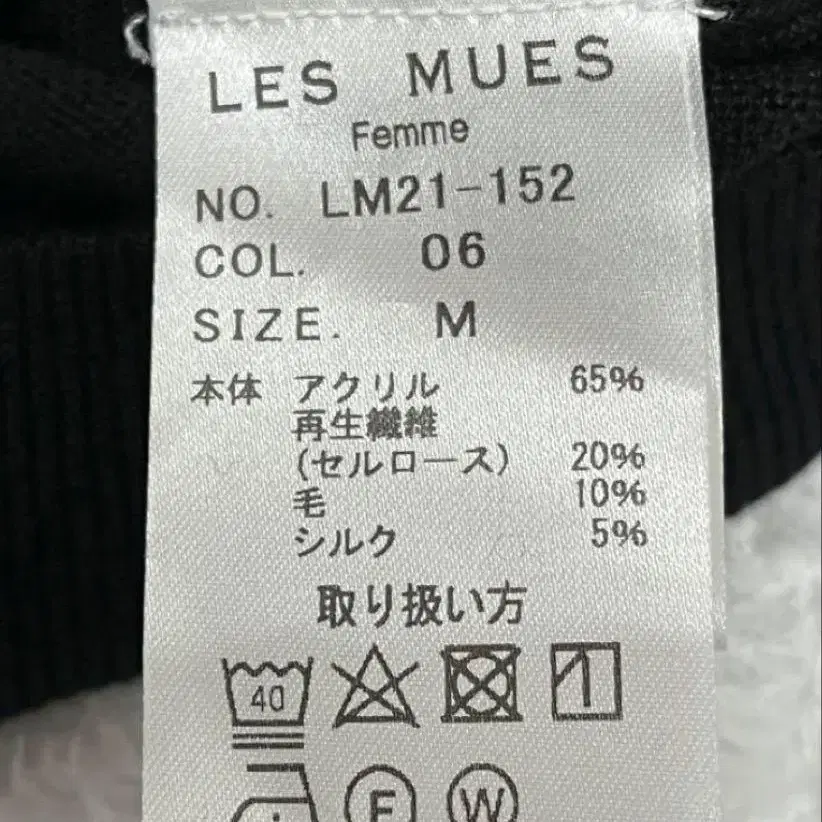 LES MUES
Femme
NO. LM21-152
COL. 06
SIZE. M
本体 アクリル 65%
再生繊維
(セルロース) 20%
毛 10%
シルク 5%
取り扱い方
40
F W